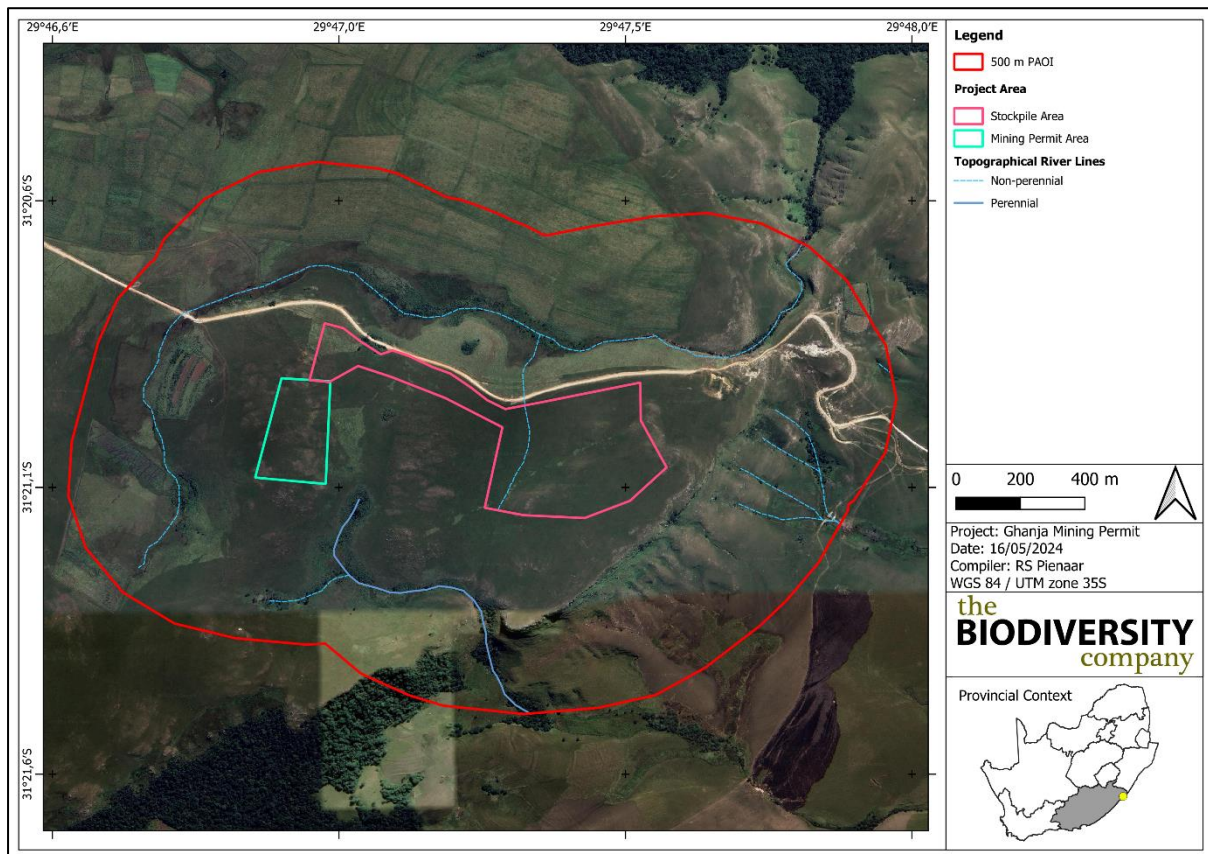 29°46,6'E 29°47,0'E 29°47,5'E 29°48,0'E
31°20,6'S
31°21,1'S
31°21,6'S
Legend
500 m PAOI
Project Area
Stockpile Area
Mining Permit Area
Topographical River Lines
Non-perennial
Perennial
0 200 400 m
Project: Ghanja Mining Permit
Date: 16/05/2024
Compiler: RS Pienaar
WGS 84 / UTM zone 35S
the
BIODIVERSITY
company
Provincial Context